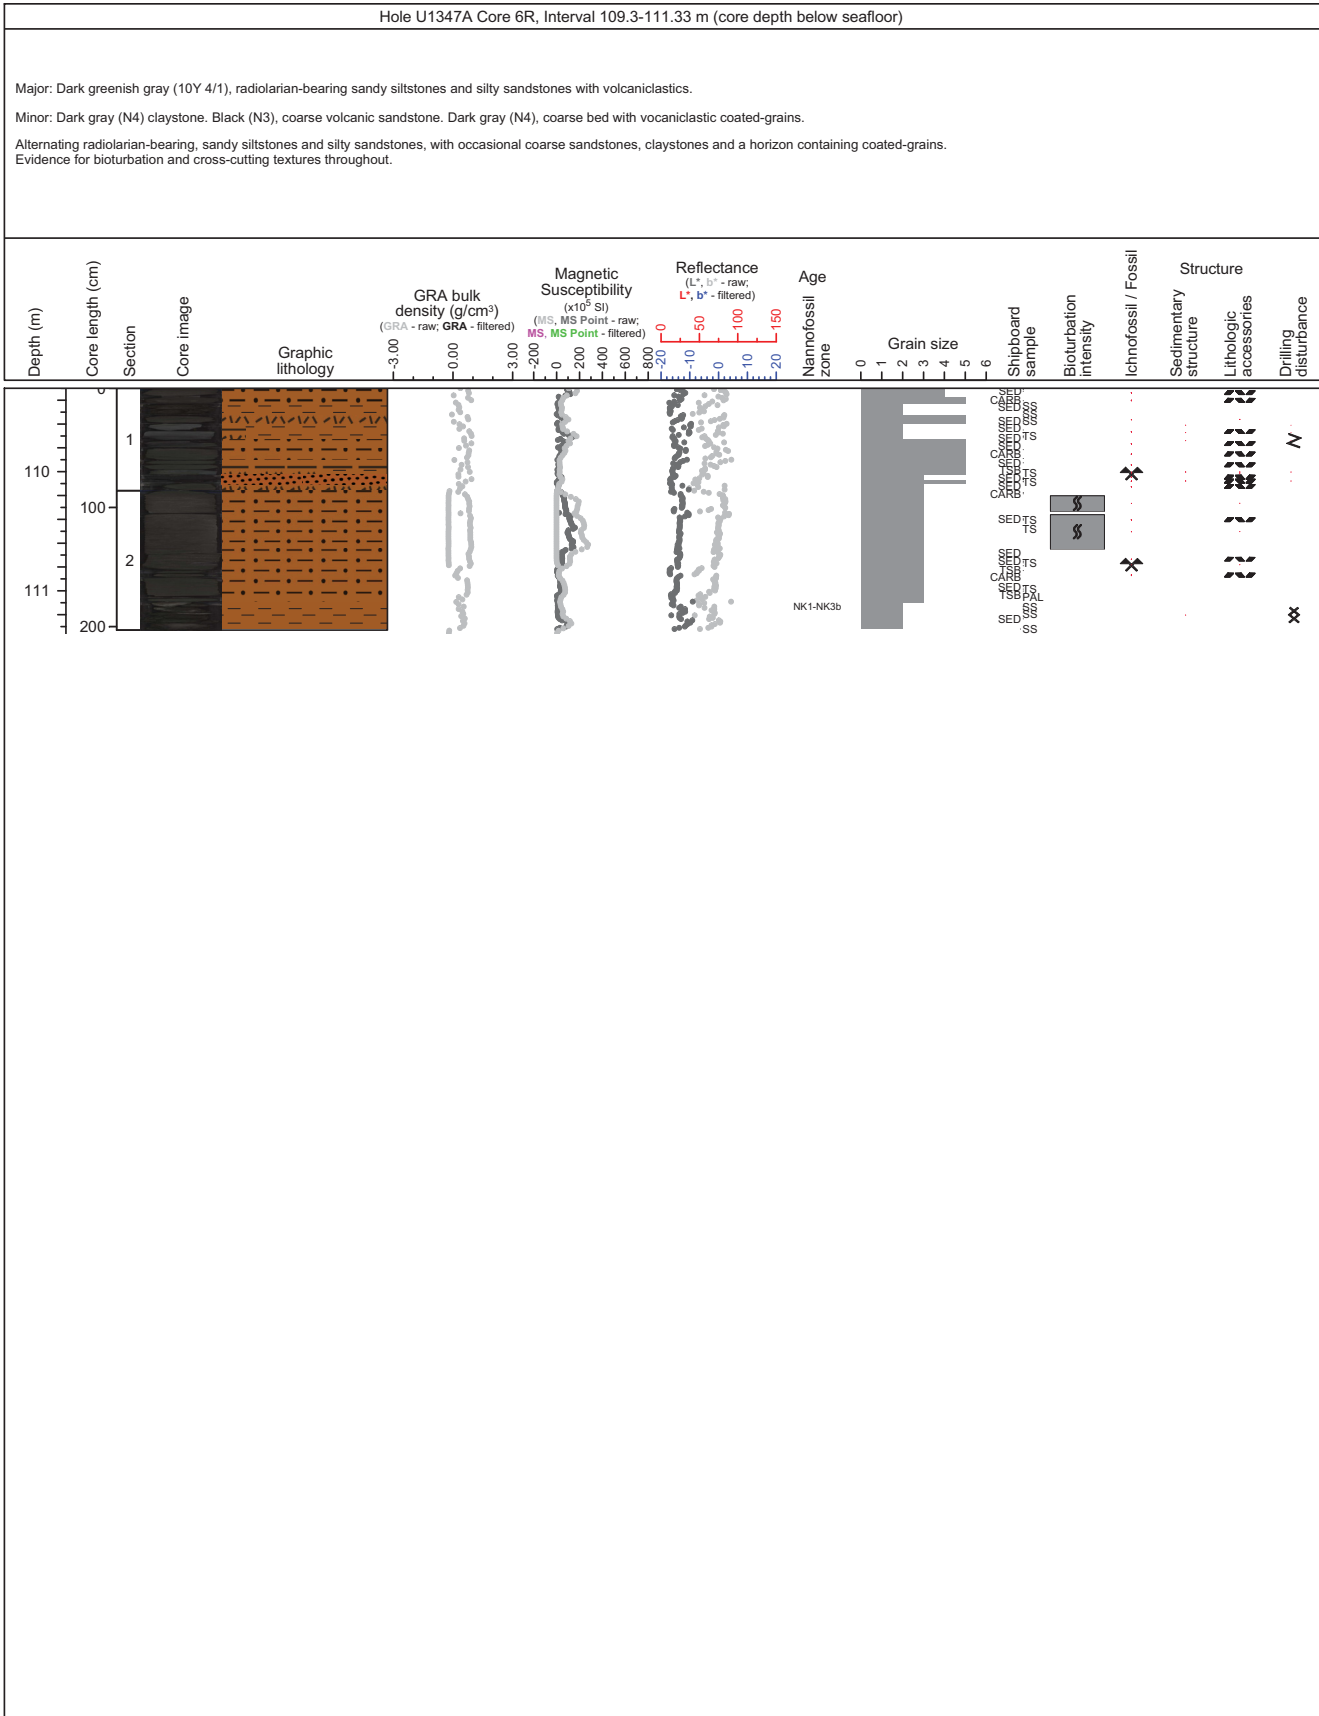 Hole U1347A Core 6R, Interval 109.3-111.33 m (core depth below seafloor)
Major: Dark greenish gray (10Y 4/1), radiolarian-bearing sandy siltstones and silty sandstones with volcaniclastics.
Minor: Dark gray (N4) claystone. Black (N3), coarse volcanic sandstone. Dark gray (N4), coarse bed with vocaniclastic coated-grains.
Alternating radiolarian-bearing, sandy siltstones and silty sandstones, with occasional coarse sandstones, claystones and a horizon containing coated-grains.
Evidence for bioturbation and cross-cutting textures throughout.
Depth (m)
Core length (cm)
Section
Core image
Graphic
lithology
GRA bulk
density (g/cm³)
(GRA - raw; GRA - filtered)
-3.00
0.00
3.00
Magnetic
Susceptibility
(x10⁵ SI)
(MS, MS Point - raw;
MS, MS Point - filtered)
-200
0
200
400
600
800
Reflectance
(L*, b* - raw;
L*, b* - filtered)
0
50
100
150
-20
-10
0
10
20
Age
Nannofossil
zone
Grain size
0
1
2
3
4
5
6
Shipboard
sample
Bioturbation
intensity
Ichnofossil / Fossil
Structure
Sedimentary
structure
Lithologic
accessories
Drilling
disturbance
0
100
200
110
111
1
2
NK1-NK3b
SED
CARB
SS
SED
SS
SS
SED
SED
SED
TS
SED
CARB
SED
TSB
TS
SED
TS
SED
CARB
SED
TS
TS
SED
SED
TS
TSB
CARB
SED
TS
TSB
PAL
SS
SS
SED
SS